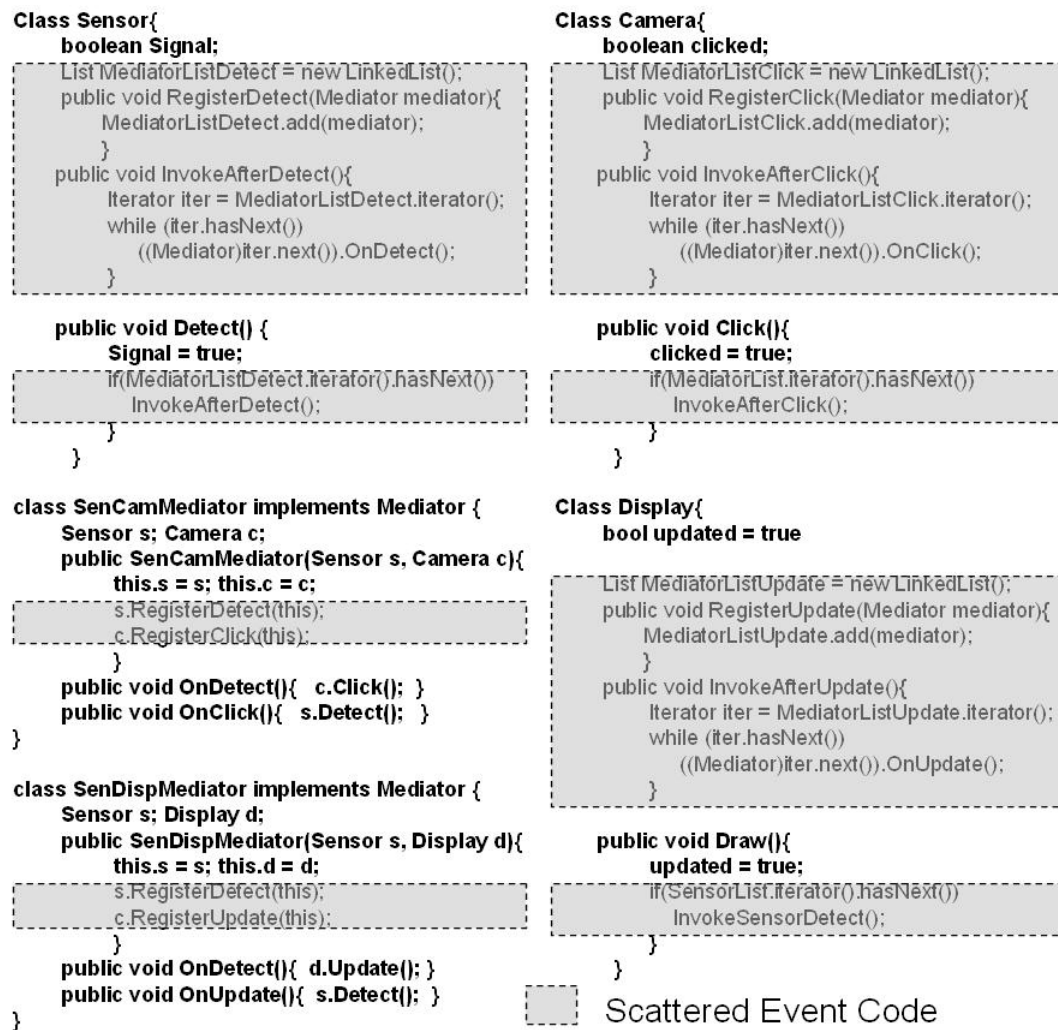 Class Sensor{
boolean Signal;
List MediatorListDetect = new LinkedList();
public void RegisterDetect(Mediator mediator){
MediatorListDetect.add(mediator);
}
public void InvokeAfterDetect(){
Iterator iter = MediatorListDetect.iterator();
while (iter.hasNext())
((Mediator)iter.next()).OnDetect();
}
public void Detect() {
Signal = true;
if(MediatorListDetect.iterator().hasNext())
InvokeAfterDetect();
}
}
class SenCamMediator implements Mediator {
Sensor s; Camera c;
public SenCamMediator(Sensor s, Camera c){
this.s = s; this.c = c;
s.RegisterDetect(this);
c.RegisterClick(this);
}
public void OnDetect(){ c.Click(); }
public void OnClick(){ s.Detect(); }
}
class SenDispMediator implements Mediator {
Sensor s; Display d;
public SenDispMediator(Sensor s, Display d){
this.s = s; this.d = d;
s.RegisterDetect(this);
c.RegisterUpdate(this);
}
public void OnDetect(){ d.Update(); }
public void OnUpdate(){ s.Detect(); }
}
Class Camera{
boolean clicked;
List MediatorListClick = new LinkedList();
public void RegisterClick(Mediator mediator){
MediatorListClick.add(mediator);
}
public void InvokeAfterClick(){
Iterator iter = MediatorListClick.iterator();
while (iter.hasNext())
((Mediator)iter.next()).OnClick();
}
public void Click(){
clicked = true;
if(MediatorList.iterator().hasNext())
InvokeAfterClick();
}
}
Class Display{
bool updated = true
List MediatorListUpdate = new LinkedList();
public void RegisterUpdate(Mediator mediator){
MediatorListUpdate.add(mediator);
}
public void InvokeAfterUpdate(){
Iterator iter = MediatorListUpdate.iterator();
while (iter.hasNext())
((Mediator)iter.next()).OnUpdate();
}
public void Draw(){
updated = true;
if(SensorList.iterator().hasNext())
InvokeSensorDetect();
}
}
Scattered Event Code